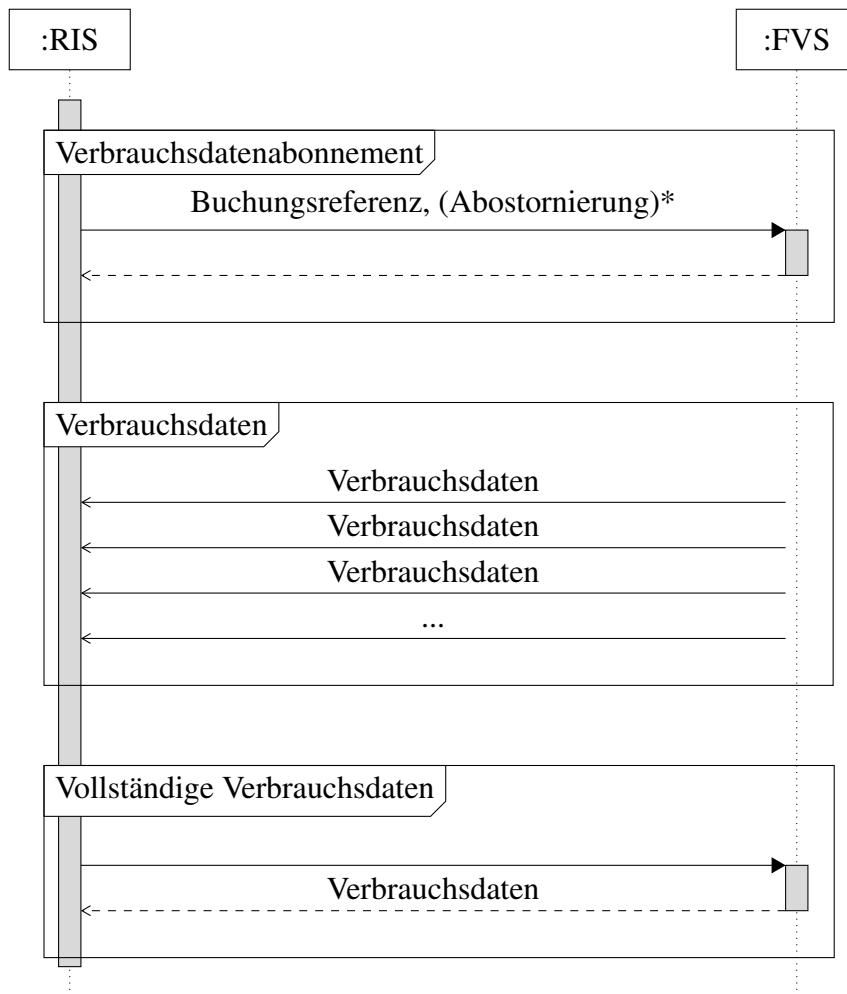 :RIS
:FVS
Verbrauchsdatenabonnement
Buchungsreferenz, (Abostornierung)*
Verbrauchsdaten
Verbrauchsdaten
Verbrauchsdaten
Verbrauchsdaten
...
Vollständige Verbrauchsdaten
Verbrauchsdaten